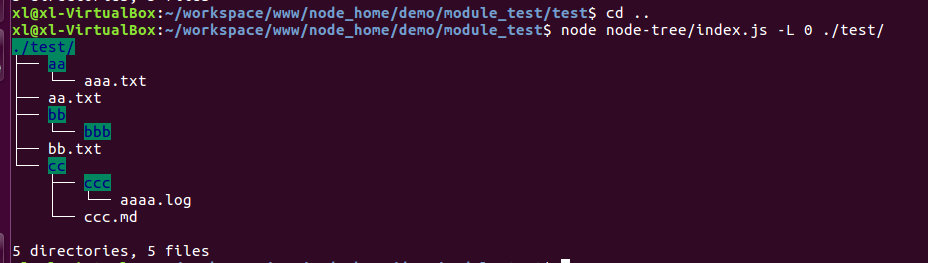 xl@xl-VirtualBox:~/workspace/www/node_home/demo/module_test/test$ cd ..
xl@xl-VirtualBox:~/workspace/www/node_home/demo/module_test$ node node-tree/index.js -L 0 ./test/
./test/
├── aa
│   └── aaa.txt
├── aa.txt
├── bb
│   └── bbb
├── bb.txt
└── cc
    ├── ccc
    │   └── aaaa.log
    └── ccc.md
5 directories, 5 files